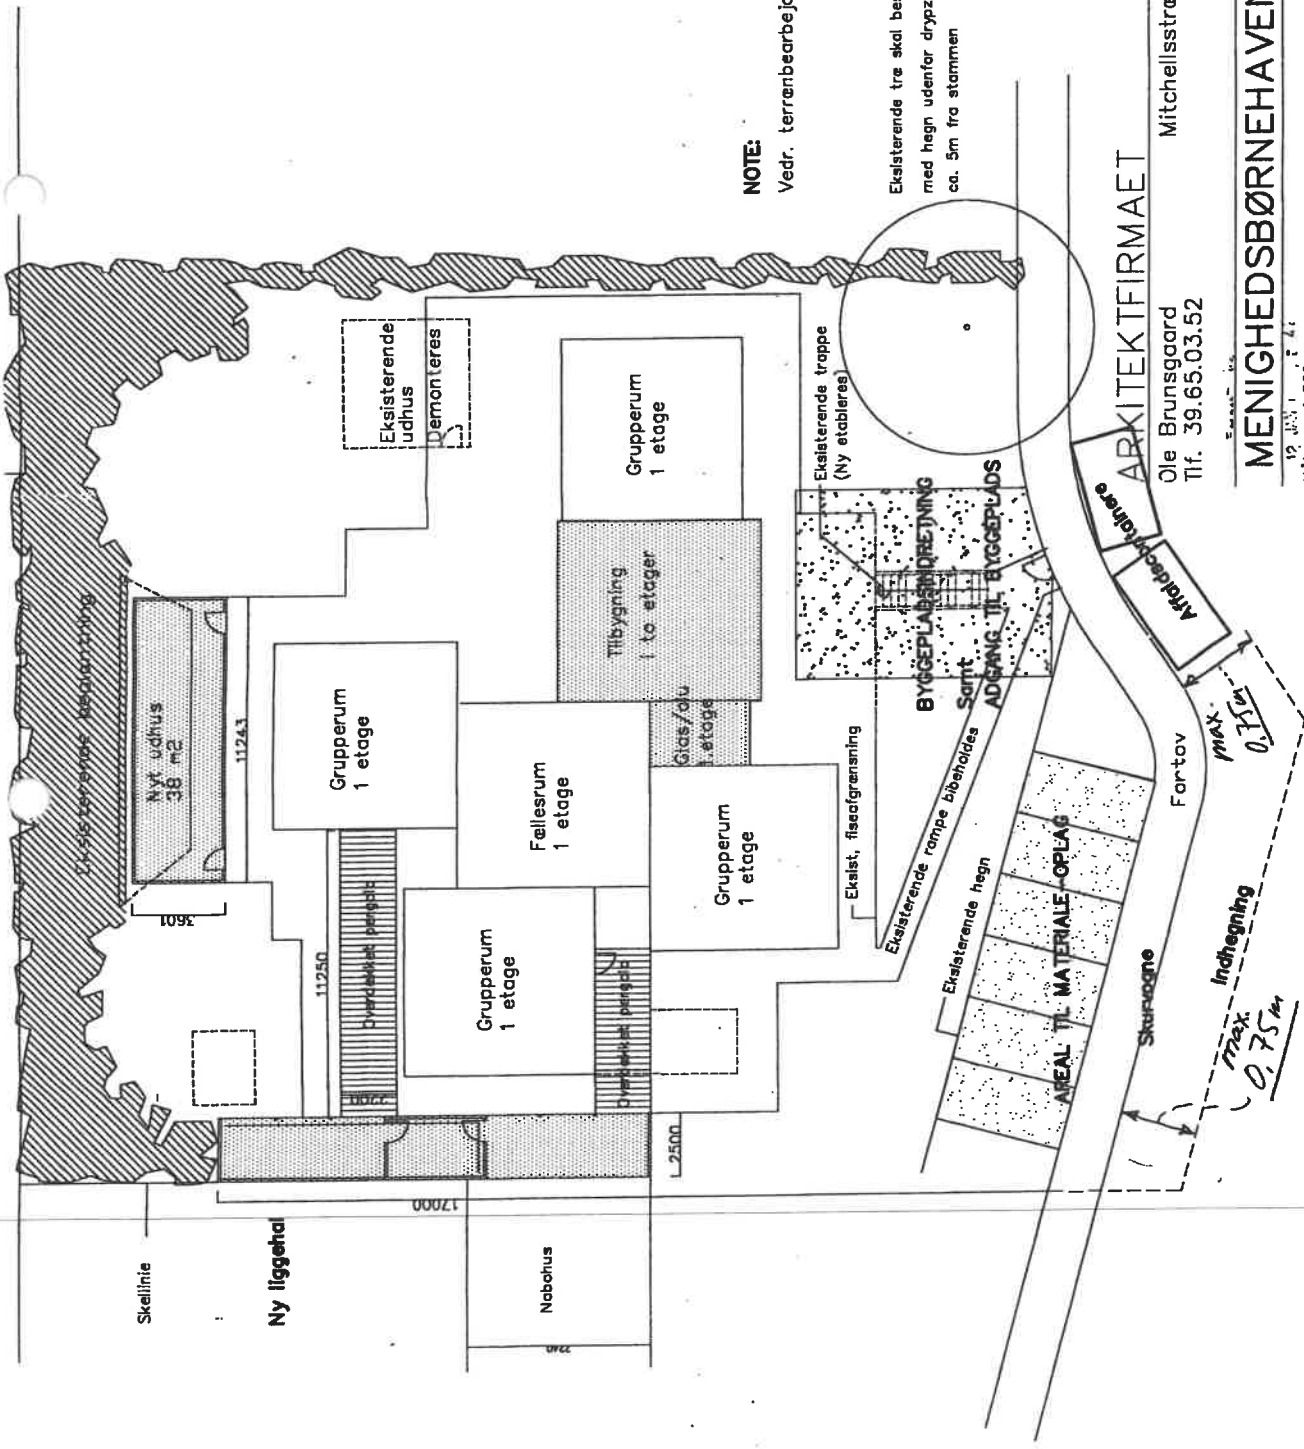 Skellinie
Ny liggehal
Nabohus
17000
2500
Eksisterende beplantning
Nyt udhus
38 m2
3601
11243
11250
2200
Overdækket pergola
Overdækket pergola
Grupperum
1 etage
Grupperum
1 etage
Fællesrum
1 etage
Grupperum
1 etage
Grupperum
1 etage
Tilbygning
1 to etager
Glas/alu
1.etage
Eksisterende
udhus
Demonteres
Eksisterende trappe
(Ny etableres)
Eksist, fliseafgrænsning
Eksisterende rampe bibeholdes
Eksisterende hegn
BYGGEPLADSINDRETNING
Samt
ADGANG TIL BYGGEPLADS
AREAL TIL MATERIALE-OPLAG
Skurvogne
Fortov
Indhegning
max.
0,75m
max.
0,75m
Affaldscontainere
NOTE:
Vedr. terrænbearbejd
Eksisterende træ skal
med hegn udenfor
ca. 5m fra stammen
ARKITEKTFIRMAET
Ole Brunsgaard
Mitchellsstræ
Tlf. 39.65.03.52
MENIGHEDSBØRNEHAVEN